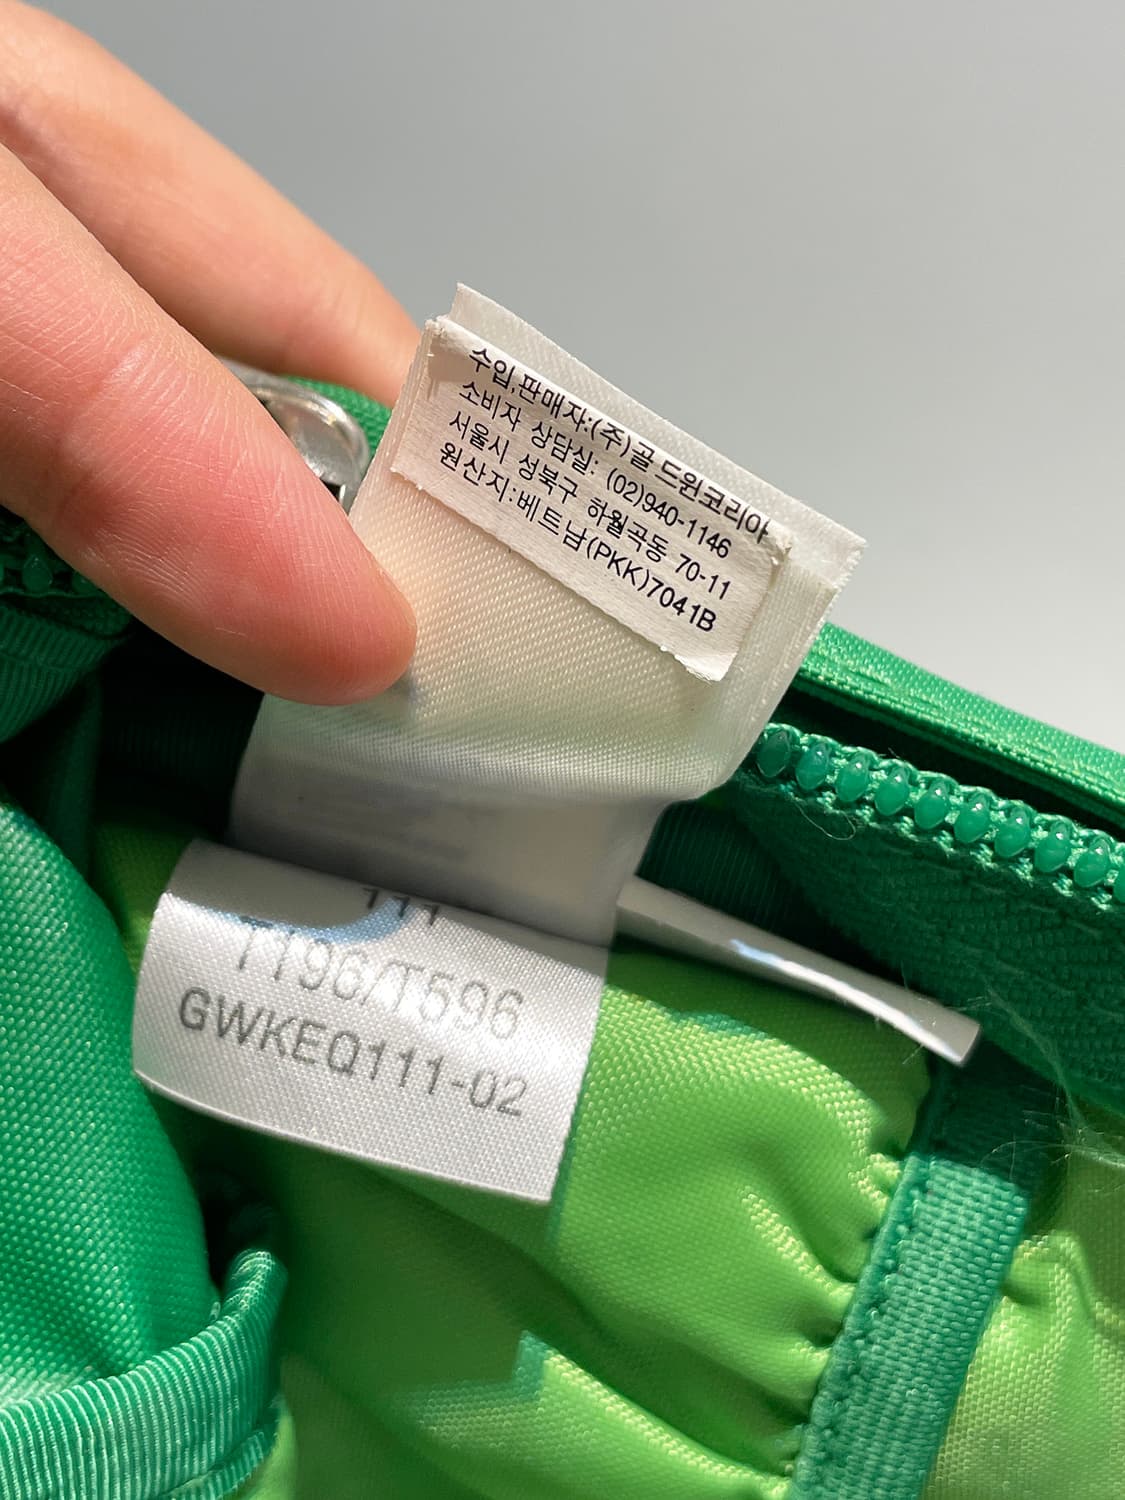 수입,판매자:(주)골드윈코리아
소비자 상담실: (02)940-1146
서울시 성북구 하월곡동 70-11
원산지:베트남(PKK)7041B
111
T196/T596
GWKEQ111-02